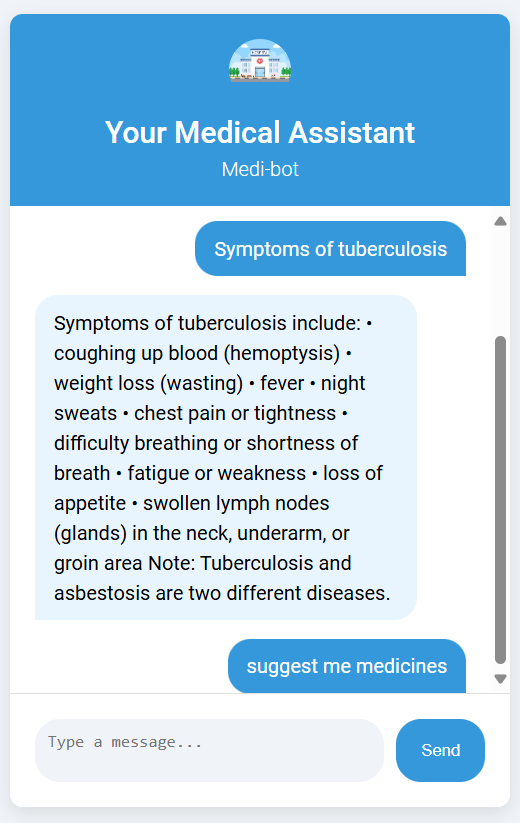 Your Medical Assistant
Medi-bot
Symptoms of tuberculosis
Symptoms of tuberculosis include: •
coughing up blood (hemoptysis) •
weight loss (wasting) • fever • night
sweats • chest pain or tightness •
difficulty breathing or shortness of
breath • fatigue or weakness • loss of
appetite • swollen lymph nodes
(glands) in the neck, underarm, or
groin area Note: Tuberculosis and
asbestosis are two different diseases.
suggest me medicines
Type a message...
Send